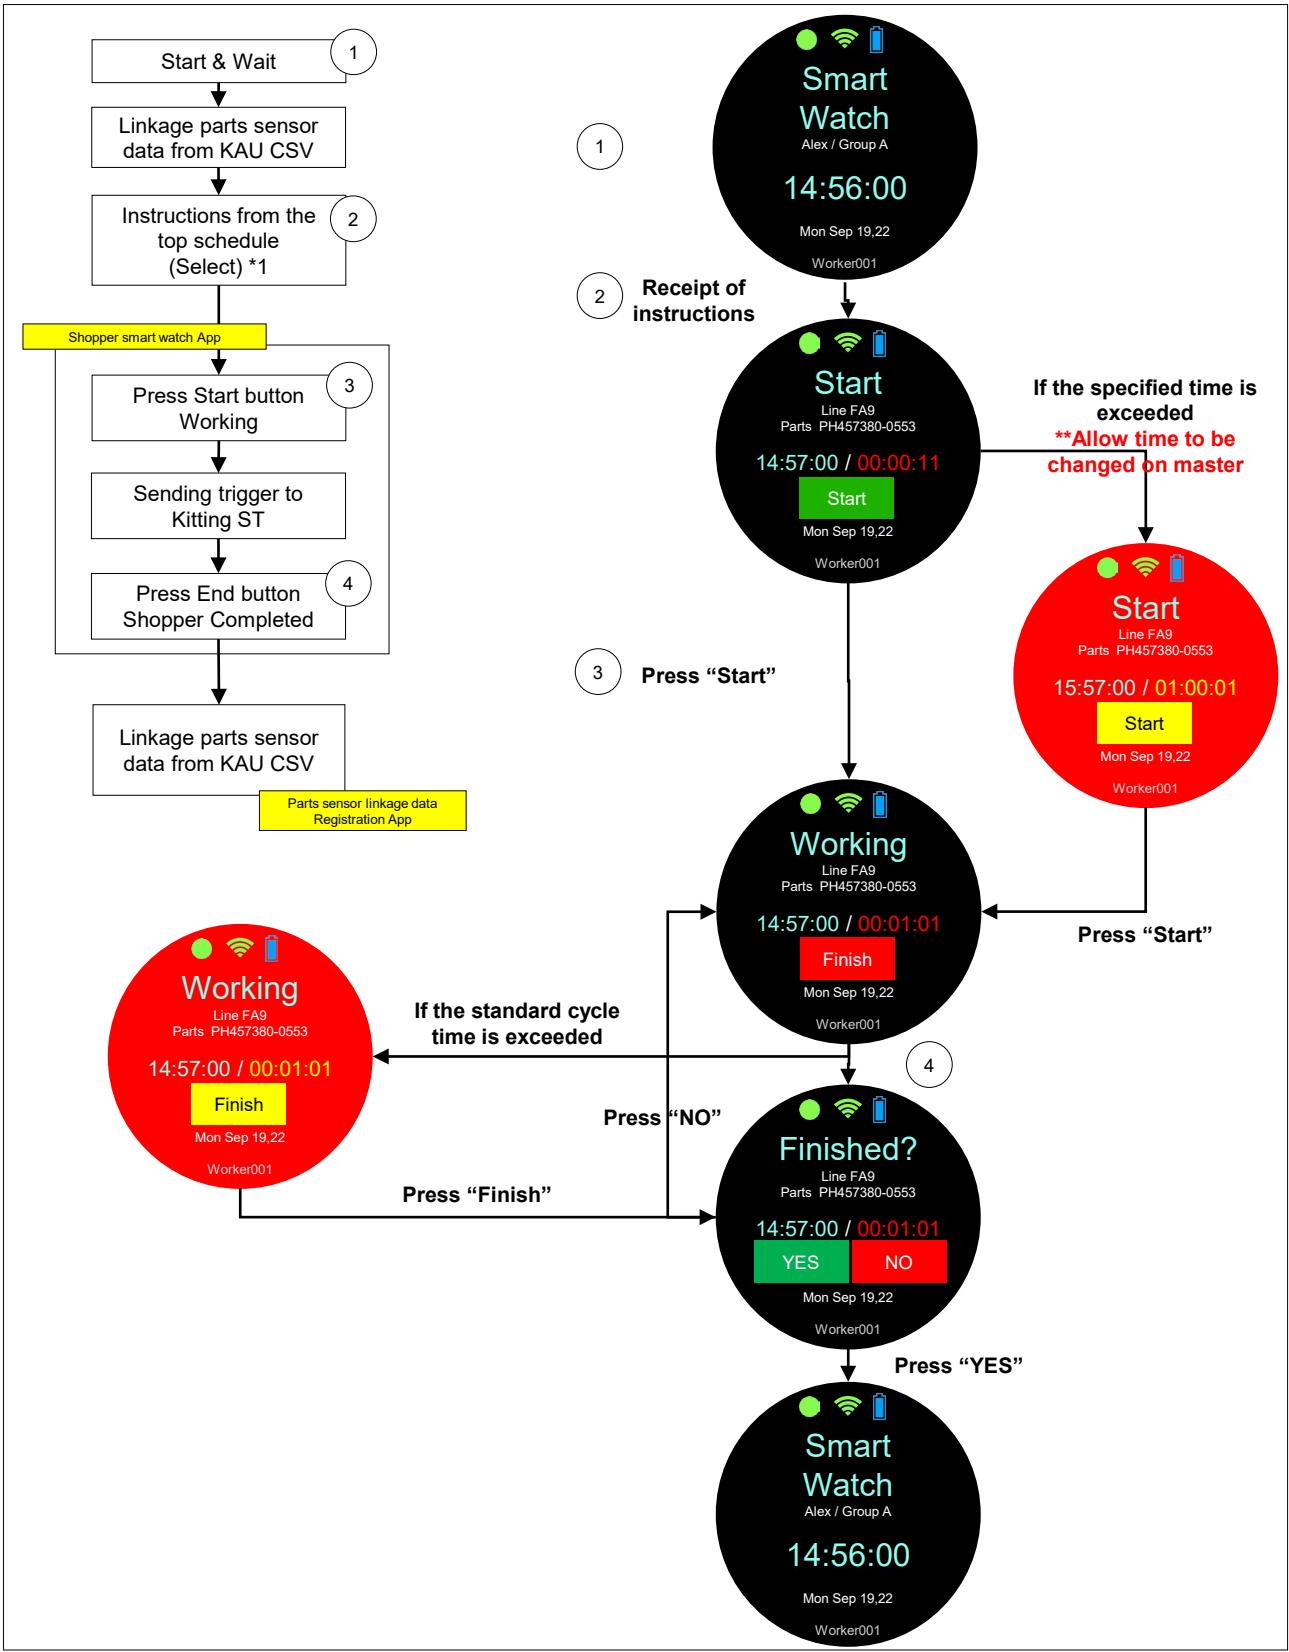 Start & Wait
1
Linkage parts sensor
data from KAU CSV
Instructions from the
top schedule
(Select) *1
2
Shopper smart watch App
Press Start button
Working
3
Sending trigger to
Kitting ST
Press End button
Shopper Completed
4
Linkage parts sensor
data from KAU CSV
Parts sensor linkage data
Registration App
1
Smart
Watch
Alex / Group A
14:56:00
Mon Sep 19,22
Worker001
2
Receipt of
instructions
Start
Line FA9
Parts PH457380-0553
14:57:00 / 00:00:11
Start
Mon Sep 19,22
Worker001
If the specified time is
exceeded
**Allow time to be
changed on master
Start
Line FA9
Parts PH457380-0553
15:57:00 / 01:00:01
Start
Mon Sep 19,22
Worker001
3
Press “Start”
Press “Start”
Working
Line FA9
Parts PH457380-0553
14:57:00 / 00:01:01
Finish
Mon Sep 19,22
Worker001
If the standard cycle
time is exceeded
Working
Line FA9
Parts PH457380-0553
14:57:00 / 00:01:01
Finish
Mon Sep 19,22
Worker001
4
Press “NO”
Press “Finish”
Finished?
Line FA9
Parts PH457380-0553
14:57:00 / 00:01:01
YES
NO
Mon Sep 19,22
Worker001
Press “YES”
Smart
Watch
Alex / Group A
14:56:00
Mon Sep 19,22
Worker001